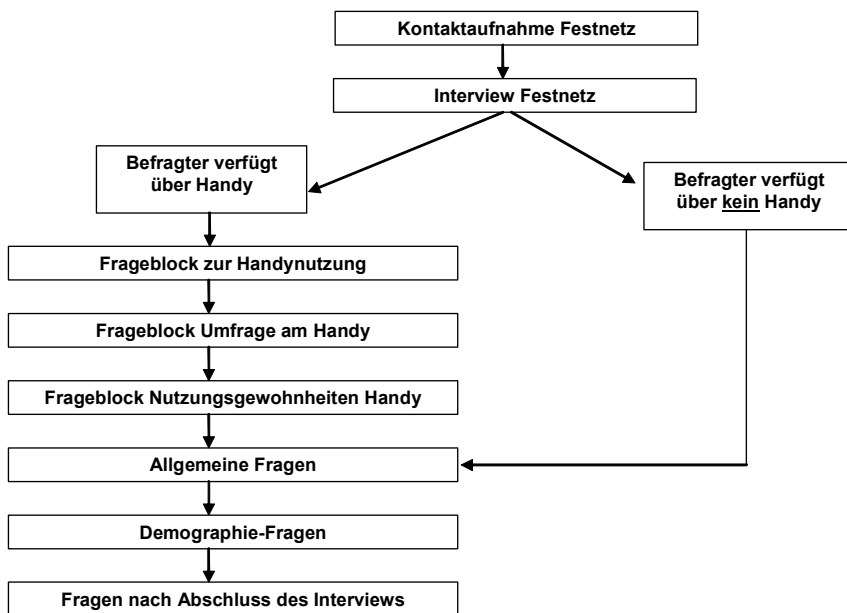 Kontaktaufnahme Festnetz
Interview Festnetz
Befragter verfügt
über Handy
Befragter verfügt
über kein Handy
Frageblock zur Handynutzung
Frageblock Umfrage am Handy
Frageblock Nutzungsgewohnheiten Handy
Allgemeine Fragen
Demographie-Fragen
Fragen nach Abschluss des Interviews